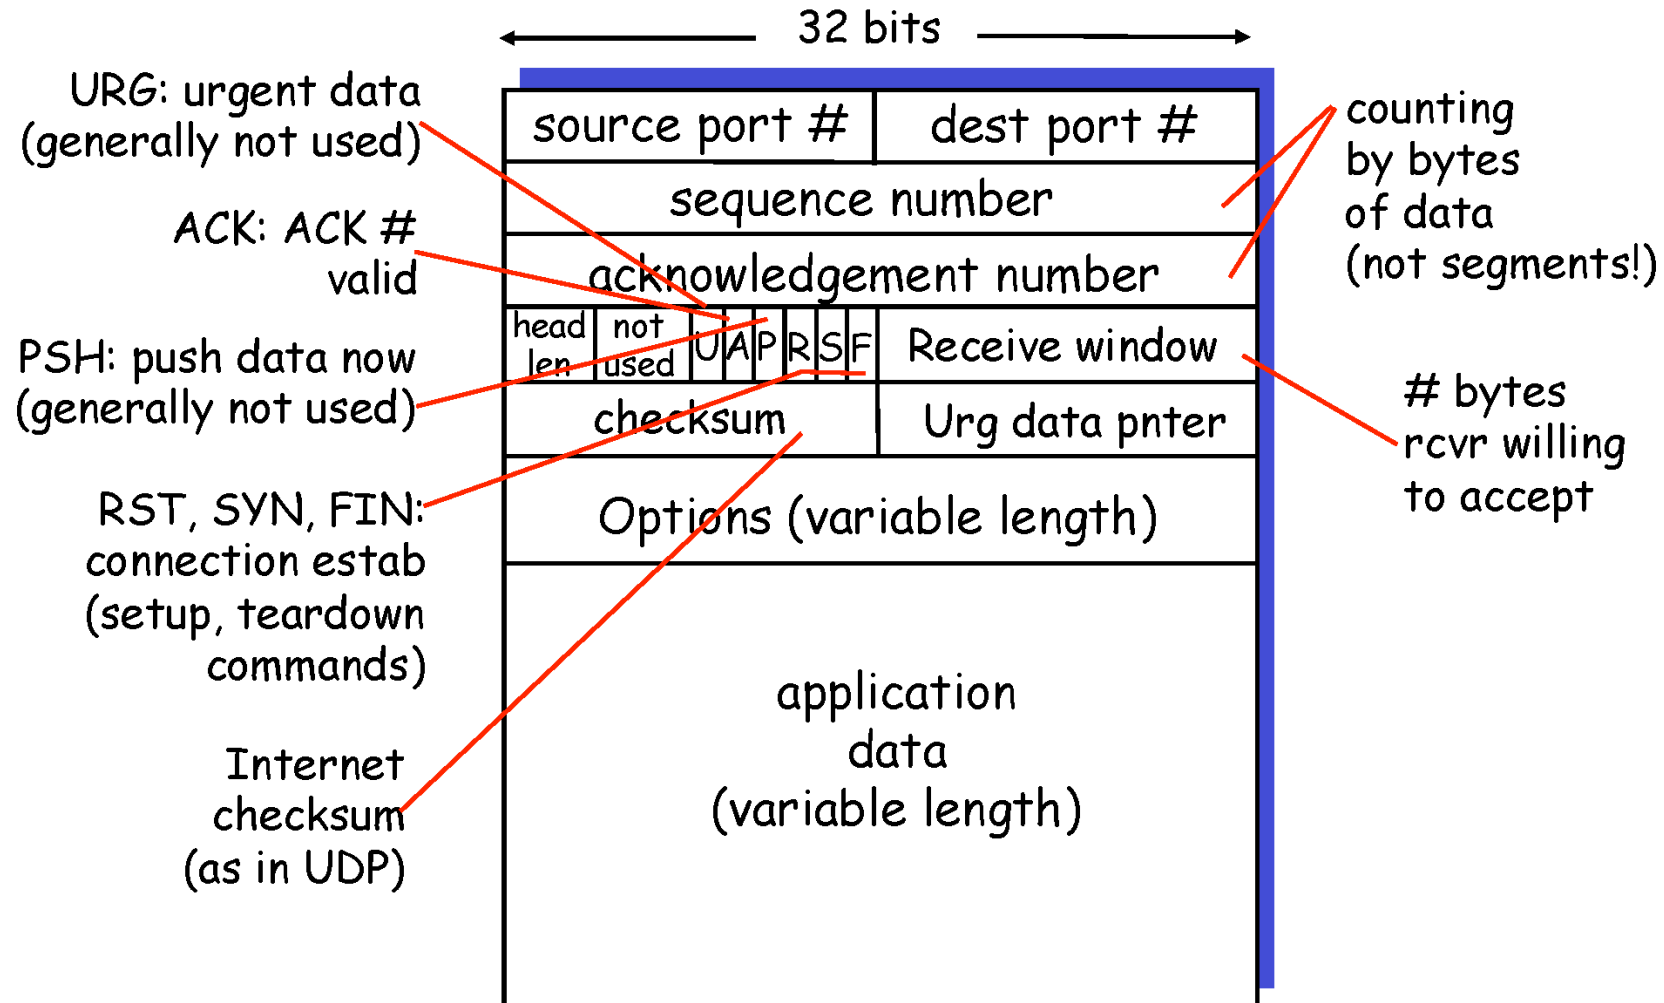 32 bits
URG: urgent data
(generally not used)
ACK: ACK #
valid
PSH: push data now
(generally not used)
RST, SYN, FIN:
connection estab
(setup, teardown
commands)
Internet
checksum
(as in UDP)
source port #
dest port #
sequence number
acknowledgement number
head
len
not
used
U
A
P
R
S
F
Receive window
checksum
Urg data pnter
Options (variable length)
application
data
(variable length)
counting
by bytes
of data
(not segments!)
# bytes
rcvr willing
to accept